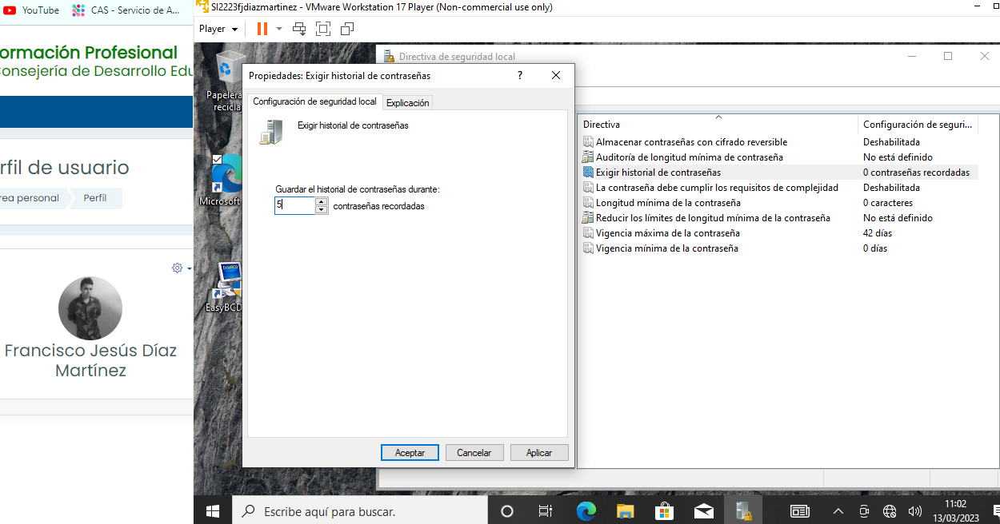 YouTube
CAS - Servicio de A...
ormación Profesional
onsejería de Desarrollo Edu
rfil de usuario
rea personal
Perfil
Francisco Jesús Díaz
Martínez
SI2223fjdiazmartinez - VMware Workstation 17 Player (Non-commercial use only)
Player
Papelera
recicla
Microsoft
EasyBCD
Directiva de seguridad local
Propiedades: Exigir historial de contraseñas
?
Configuración de seguridad local
Explicación
Exigir historial de contraseñas
Guardar el historial de contraseñas durante:
5
contraseñas recordadas
Aceptar
Cancelar
Aplicar
Directiva
Configuración de seguri...
Almacenar contraseñas con cifrado reversible
Deshabilitada
Auditoría de longitud mínima de contraseña
No está definido
Exigir historial de contraseñas
0 contraseñas recordadas
La contraseña debe cumplir los requisitos de complejidad
Deshabilitada
Longitud mínima de la contraseña
0 caracteres
Reducir los límites de longitud mínima de la contraseña
No está definido
Vigencia máxima de la contraseña
42 días
Vigencia mínima de la contraseña
0 días
Escribe aquí para buscar.
11:02
13/03/2023